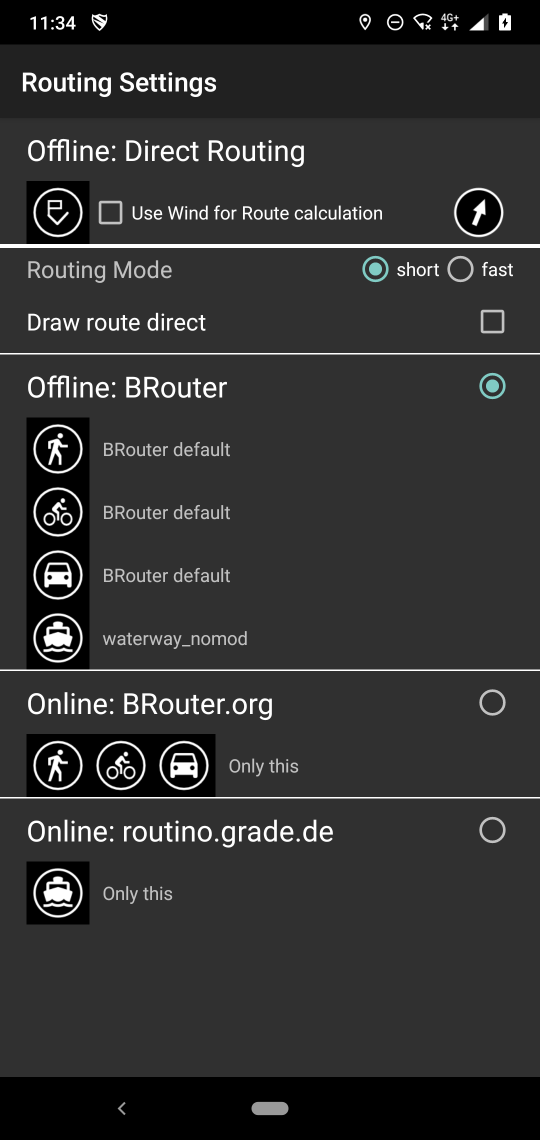 11:34
4G+
Routing Settings
Offline: Direct Routing
Use Wind for Route calculation
Routing Mode short fast
Draw route direct
Offline: BRouter
BRouter default
BRouter default
BRouter default
waterway_nomod
Online: BRouter.org
Only this
Online: routino.grade.de
Only this